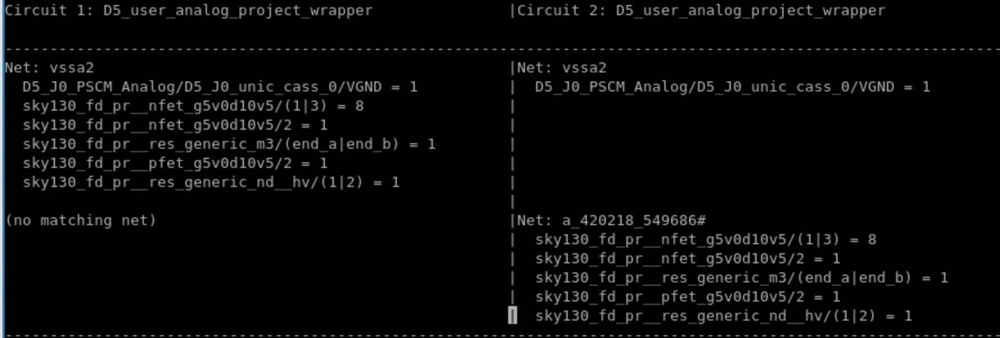 Circuit 1: D5_user_analog_project_wrapper |Circuit 2: D5_user_analog_project_wrapper
---------------------------------------------------------------------------------------------------------------
Net: vssa2 |Net: vssa2
D5_J0_PSCM_Analog/D5_J0_unic_cass_0/VGND = 1 | D5_J0_PSCM_Analog/D5_J0_unic_cass_0/VGND = 1
sky130_fd_pr__nfet_g5v0d10v5/(1|3) = 8 |
sky130_fd_pr__nfet_g5v0d10v5/2 = 1 |
sky130_fd_pr__res_generic_m3/(end_a|end_b) = 1 |
sky130_fd_pr__pfet_g5v0d10v5/2 = 1 |
sky130_fd_pr__res_generic_nd__hv/(1|2) = 1 |
|
(no matching net) |Net: a_420218_549686#
| sky130_fd_pr__nfet_g5v0d10v5/(1|3) = 8
| sky130_fd_pr__nfet_g5v0d10v5/2 = 1
| sky130_fd_pr__res_generic_m3/(end_a|end_b) = 1
| sky130_fd_pr__pfet_g5v0d10v5/2 = 1
| sky130_fd_pr__res_generic_nd__hv/(1|2) = 1
---------------------------------------------------------------------------------------------------------------